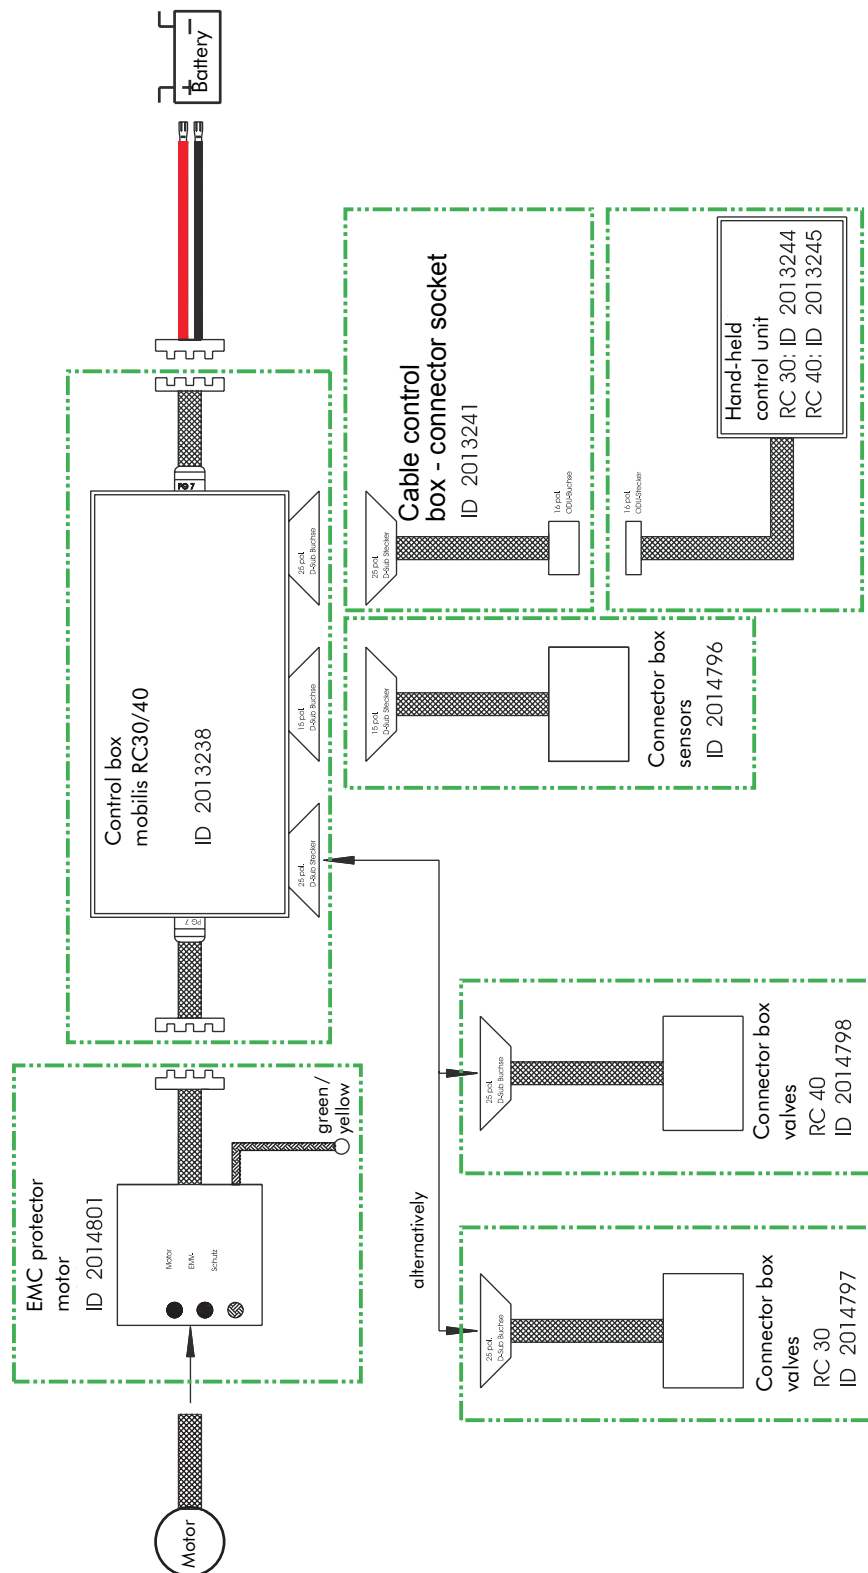 Battery
+
−
Cable control
box - connector socket
ID 2013241
25 pol.
D-Sub Stecker
16 pol.
ODU-Buchse
Hand-held
control unit
RC 30: ID 2013244
RC 40: ID 2013245
16 pol.
ODU-Stecker
PG 7
Control box
mobilis RC30/40
ID 2013238
25 pol.
D-Sub Buchse
15 pol.
D-Sub Buchse
25 pol.
D-Sub Stecker
PG 7
15 pol.
D-Sub Stecker
Connector box
sensors
ID 2014796
EMC protector
motor
ID 2014801
Motor
EMV-
Schutz
green/
yellow
alternatively
25 pol.
D-Sub Buchse
Connector box
valves
RC 40
ID 2014798
25 pol.
D-Sub Buchse
Connector box
valves
RC 30
ID 2014797
Motor